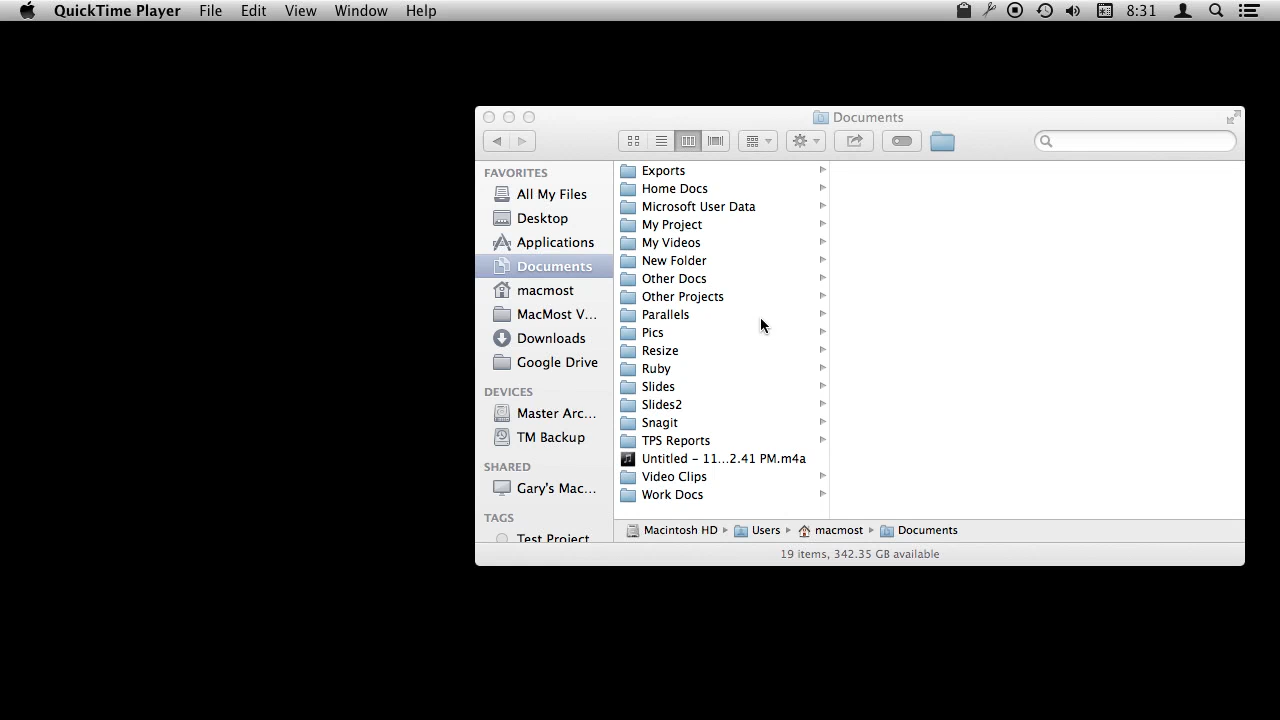 QuickTime Player File Edit View Window Help 8:31
Documents
FAVORITES
All My Files
Desktop
Applications
Documents
macmost
MacMost V...
Downloads
Google Drive
DEVICES
Master Arc...
TM Backup
SHARED
Gary's Mac...
TAGS
Test Project
Exports
Home Docs
Microsoft User Data
My Project
My Videos
New Folder
Other Docs
Other Projects
Parallels
Pics
Resize
Ruby
Slides
Slides2
Snagit
TPS Reports
Untitled – 11...2.41 PM.m4a
Video Clips
Work Docs
Macintosh HD ▸ Users ▸ macmost ▸ Documents
19 items, 342.35 GB available